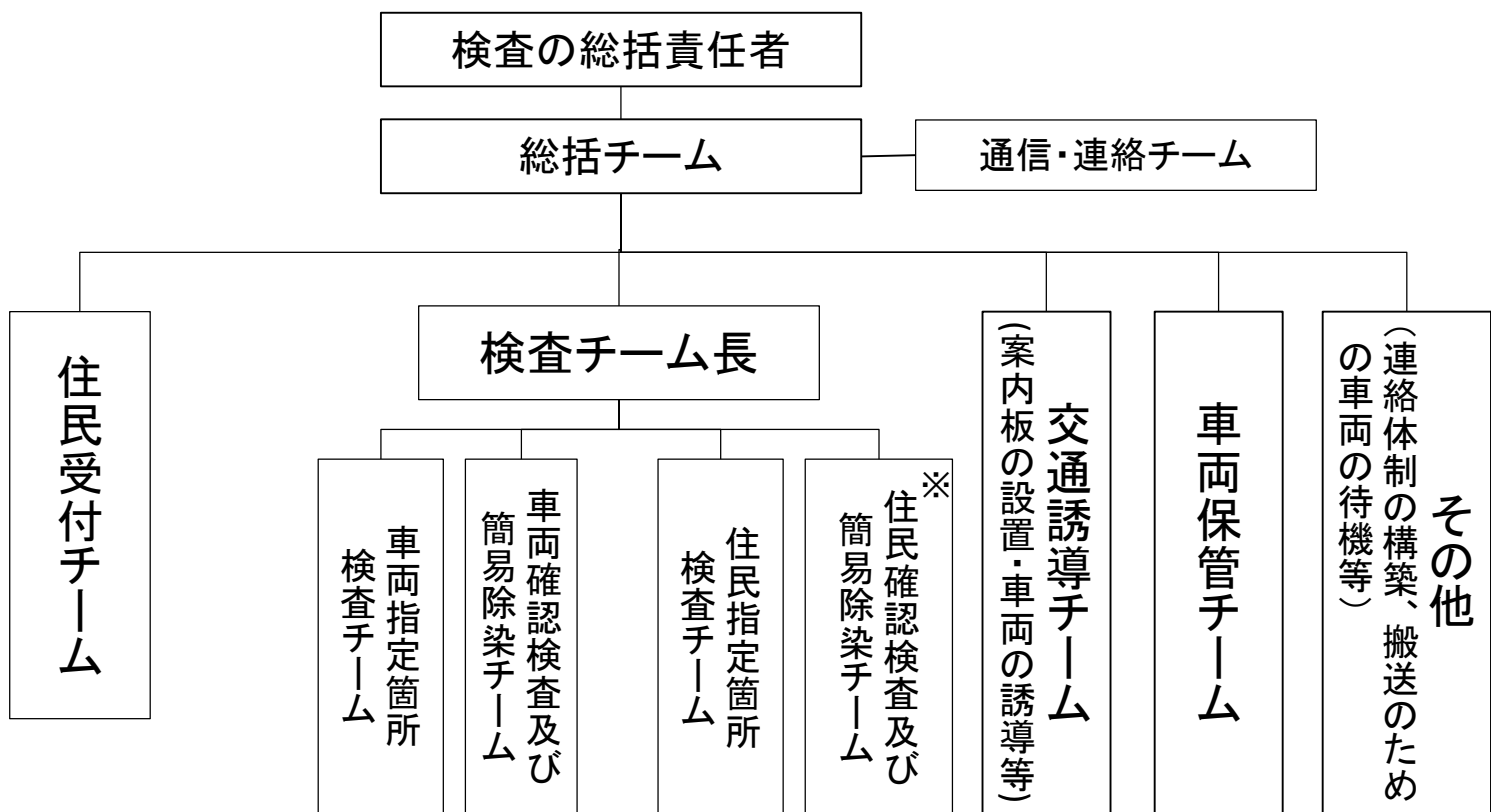 検査の総括責任者
総括チーム
通信・連絡チーム
住民受付チーム
検査チーム長
車両指定箇所
検査チーム
車両確認検査及び
簡易除染チーム
住民指定箇所
検査チーム
※
住民確認検査及び
簡易除染チーム
交通誘導チーム
(案内板の設置・車両の誘導等)
車両保管チーム
その他
(連絡体制の構築、搬送のため
の車両の待機等)